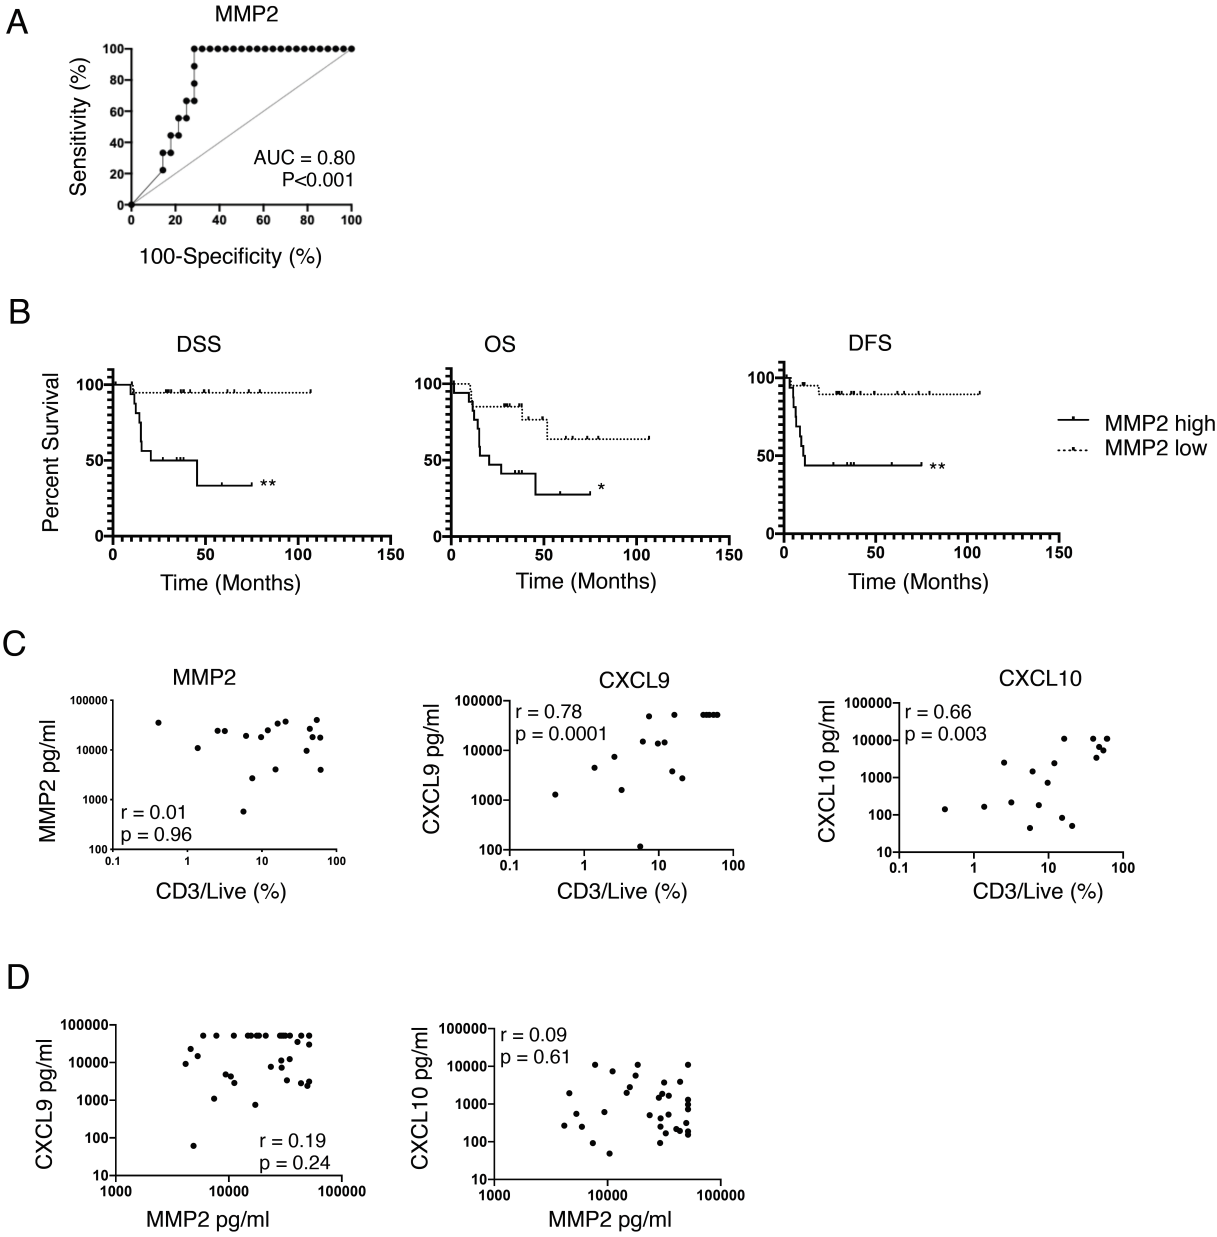 A
MMP2
Sensitivity (%)
100
80
60
40
20
0
AUC = 0.80
P<0.001
0 20 40 60 80 100
100-Specificity (%)
B
DSS
OS
DFS
Percent Survival
100
50
0
0 50 100 150
Time (Months)
**
100
50
0
0 50 100 150
Time (Months)
*
100
50
0
0 50 100 150
Time (Months)
**
MMP2 high
MMP2 low
C
MMP2
MMP2 pg/ml
100000
10000
1000
100
r = 0.01
p = 0.96
0.1 1 10 100
CD3/Live (%)
CXCL9
CXCL9 pg/ml
100000
10000
1000
100
r = 0.78
p = 0.0001
0.1 1 10 100
CD3/Live (%)
CXCL10
CXCL10 pg/ml
100000
10000
1000
100
10
r = 0.66
p = 0.003
0.1 1 10 100
CD3/Live (%)
D
CXCL9 pg/ml
100000
10000
1000
100
10
r = 0.19
p = 0.24
1000 10000 100000
MMP2 pg/ml
CXCL10 pg/ml
100000
10000
1000
100
10
r = 0.09
p = 0.61
1000 10000 100000
MMP2 pg/ml